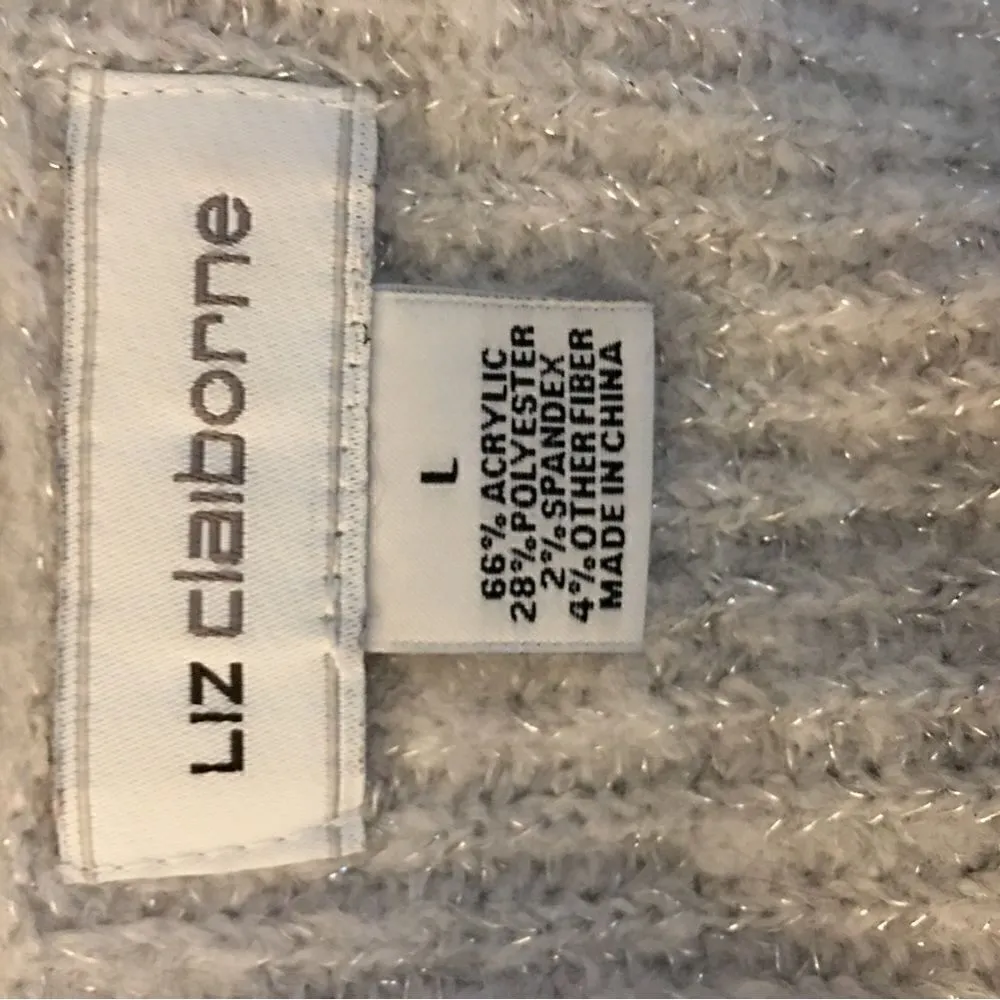 LIZ claiborne
L
66% ACRYLIC
28% POLYESTER
2% SPANDEX
4% OTHER FIBER
MADE IN CHINA